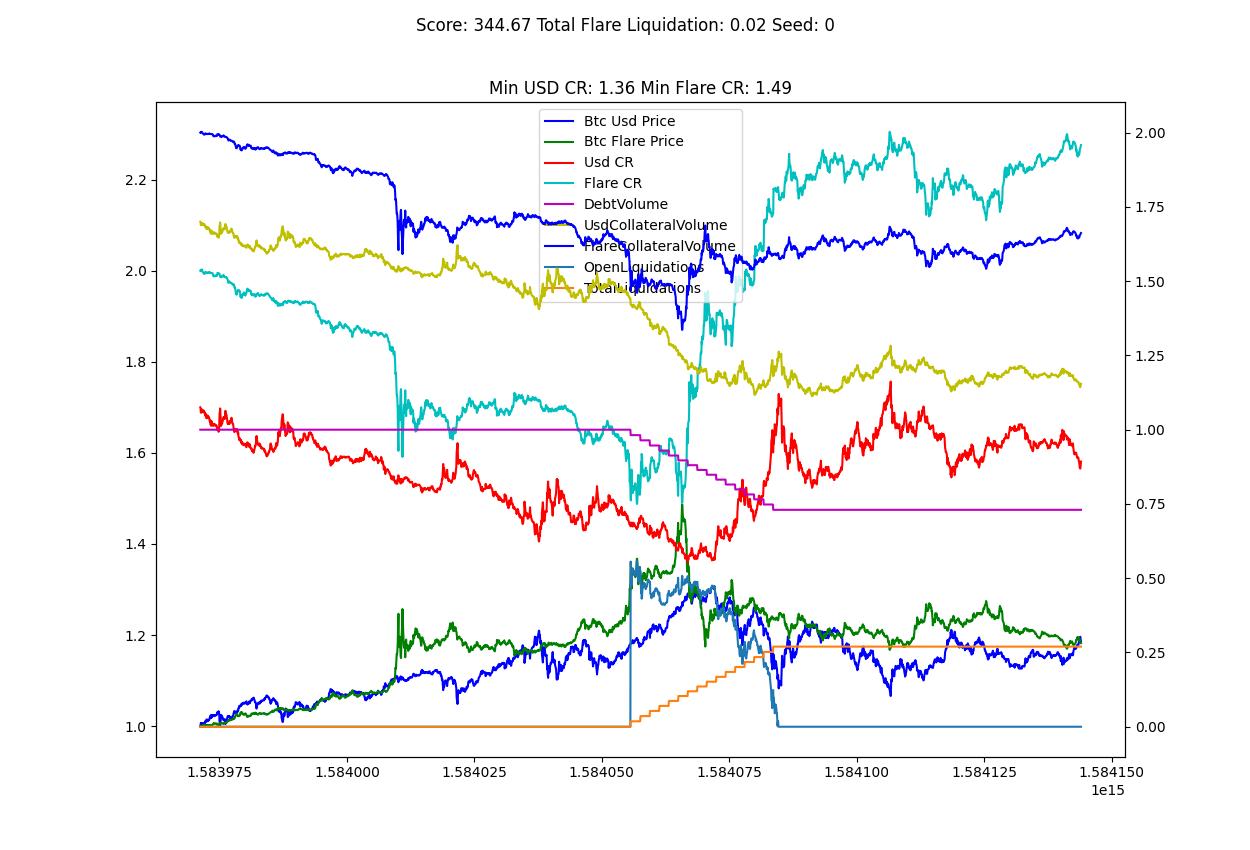 Score: 344.67 Total Flare Liquidation: 0.02 Seed: 0
Min USD CR: 1.36 Min Flare CR: 1.49
Btc Usd Price
Btc Flare Price
Usd CR
Flare CR
DebtVolume
UsdCollateralVolume
FlareCollateralVolume
OpenLiquidations
TotalLiquidations
2.2
2.0
1.8
1.6
1.4
1.2
1.0
2.00
1.75
1.50
1.25
1.00
0.75
0.50
0.25
0.00
1.583975 1.584000 1.584025 1.584050 1.584075 1.584100 1.584125 1.584150
1e15